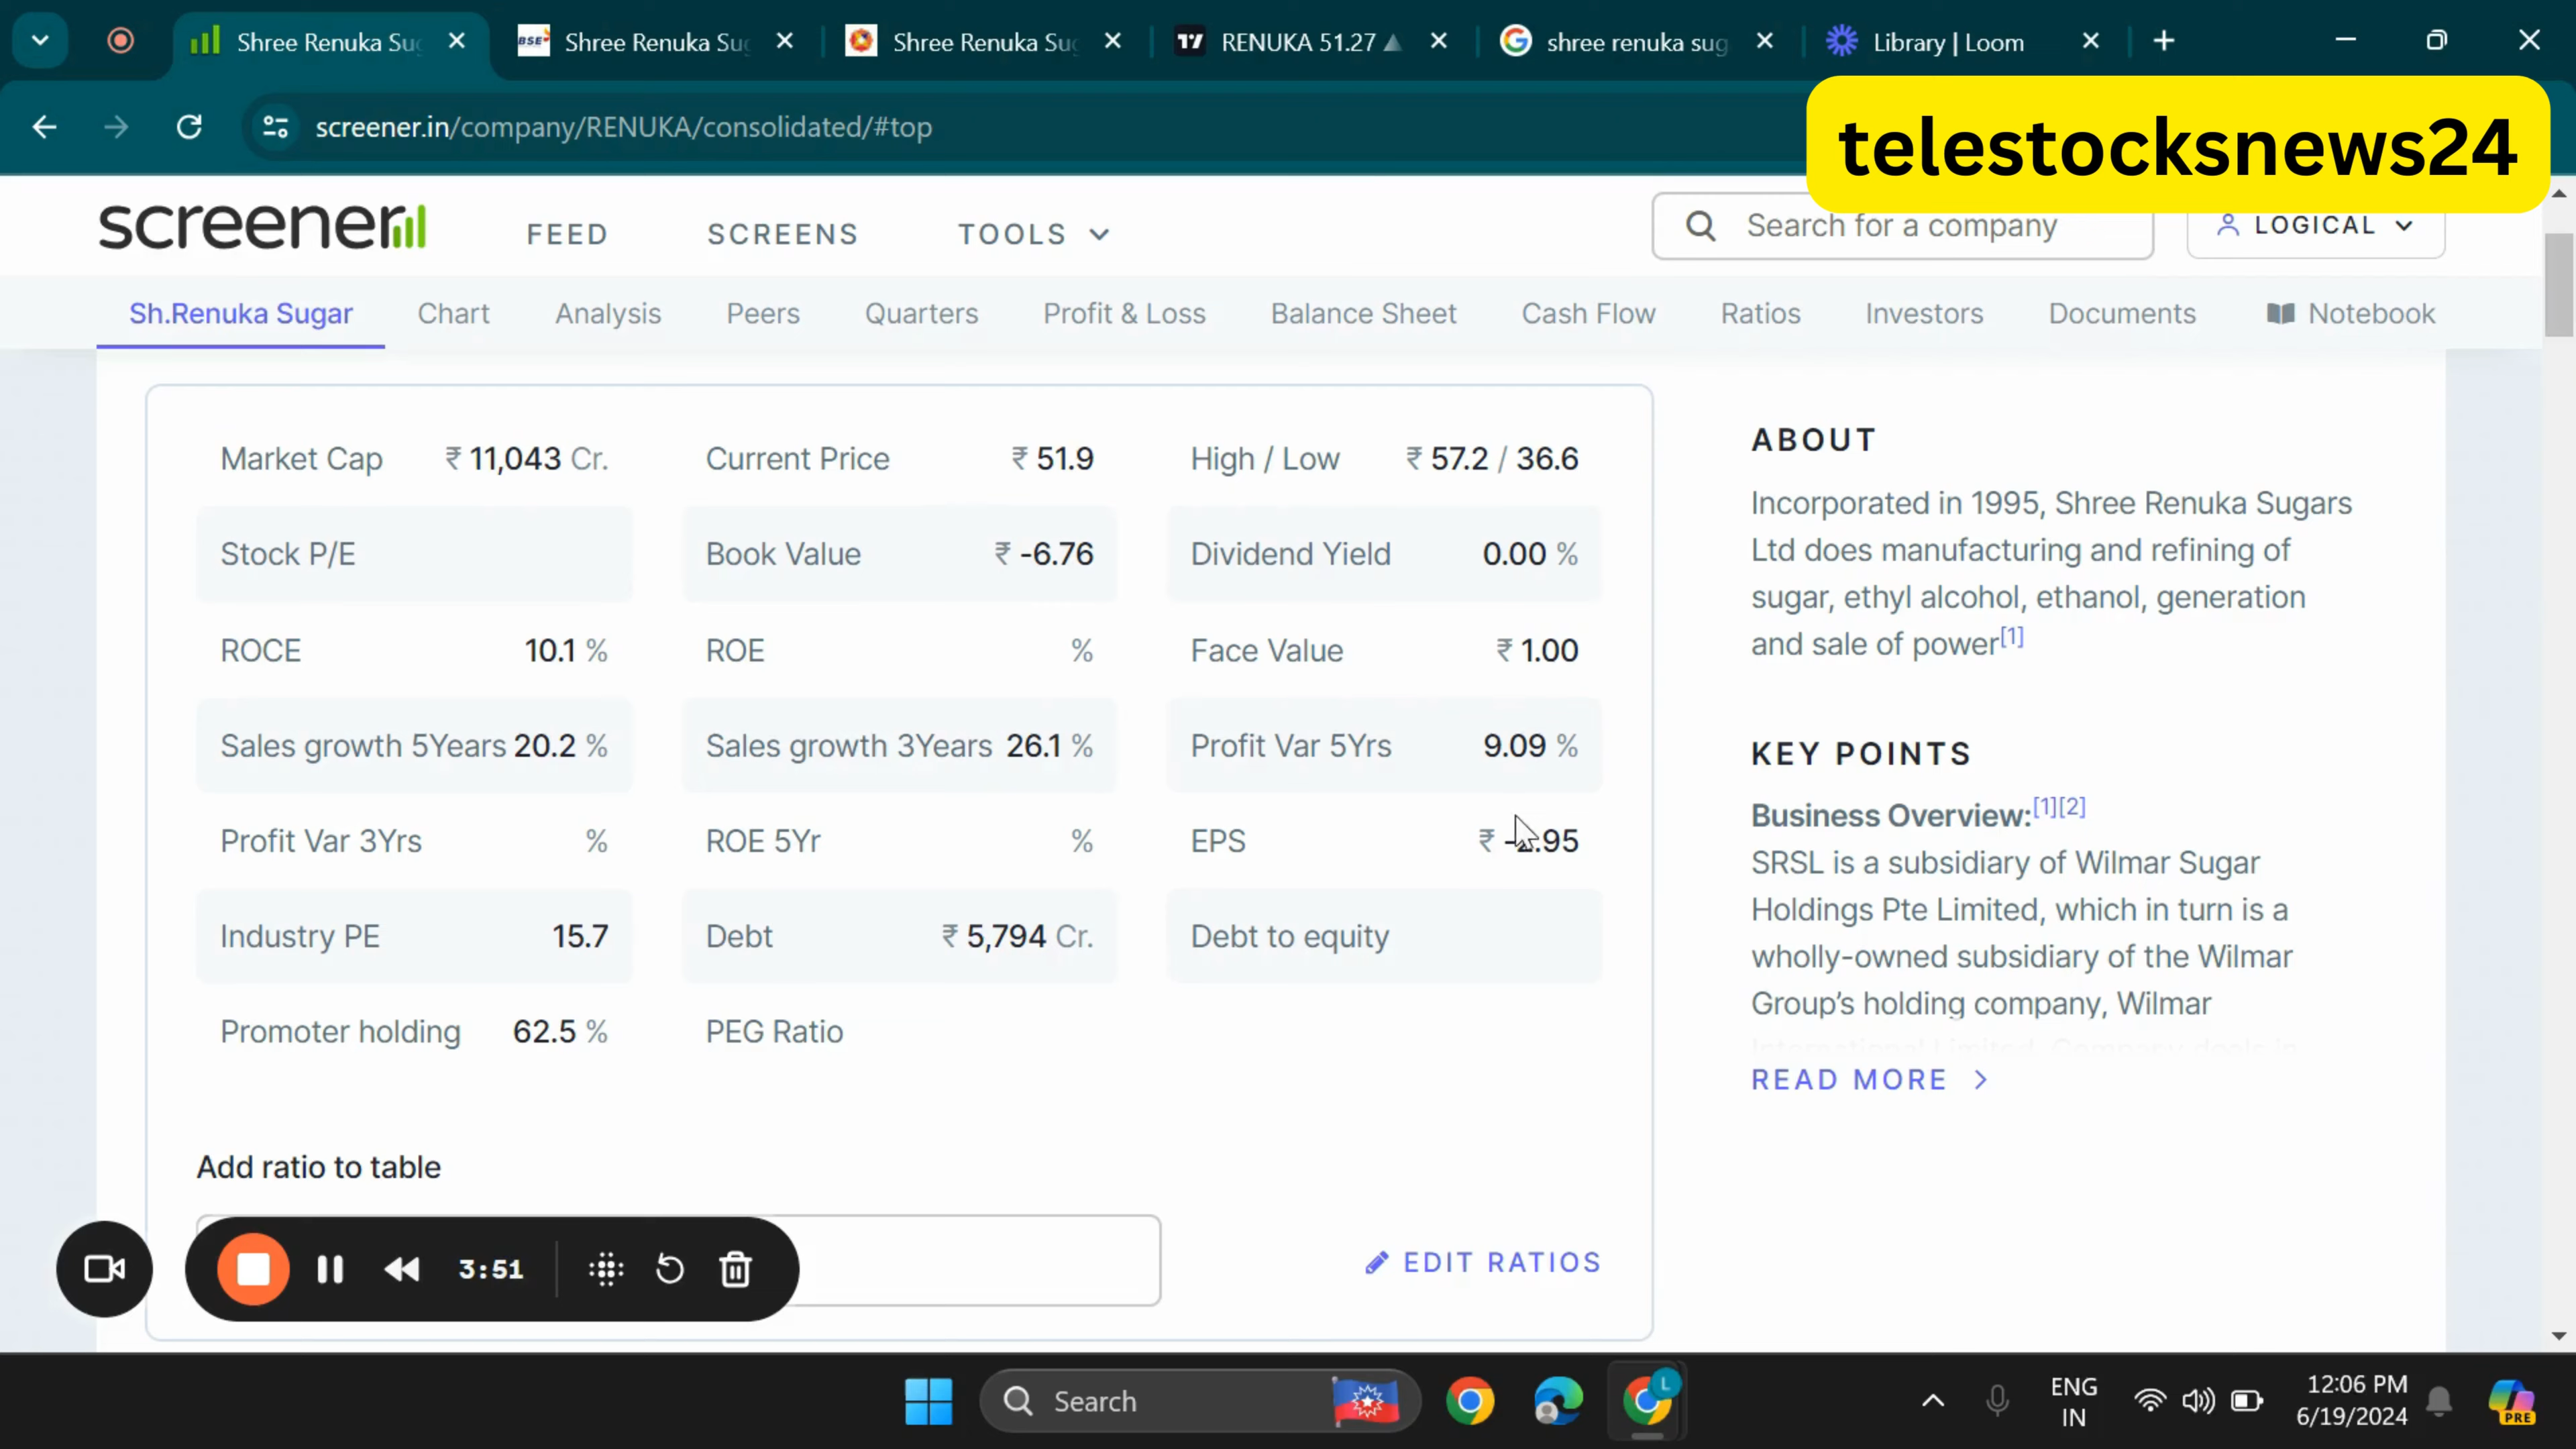 Shree Renuka Su
Shree Renuka Su
Shree Renuka Su
RENUKA 51.27
shree renuka sug
Library | Loom
screener.in/company/RENUKA/consolidated/#top
telestocksnews24
screener
FEED
SCREENS
TOOLS
Search for a company
LOGICAL
Sh.Renuka Sugar
Chart
Analysis
Peers
Quarters
Profit & Loss
Balance Sheet
Cash Flow
Ratios
Investors
Documents
Notebook
Market Cap ₹ 11,043 Cr.
Current Price ₹ 51.9
High / Low ₹ 57.2 / 36.6
Stock P/E
Book Value ₹ -6.76
Dividend Yield 0.00 %
ROCE 10.1 %
ROE %
Face Value ₹ 1.00
Sales growth 5Years 20.2 %
Sales growth 3Years 26.1 %
Profit Var 5Yrs 9.09 %
Profit Var 3Yrs %
ROE 5Yr %
EPS ₹
Industry PE 15.7
Debt ₹ 5,794 Cr.
Debt to equity
Promoter holding 62.5 %
PEG Ratio
Add ratio to table
EDIT RATIOS
ABOUT
Incorporated in 1995, Shree Renuka Sugars
Ltd does manufacturing and refining of
sugar, ethyl alcohol, ethanol, generation
and sale of power[1]
KEY POINTS
Business Overview:[1][2]
SRSL is a subsidiary of Wilmar Sugar
Holdings Pte Limited, which in turn is a
wholly-owned subsidiary of the Wilmar
Group's holding company, Wilmar
International Limited. Company deals in
READ MORE
3:51
Search
L
ENG
IN
12:06 PM
6/19/2024
PRE
BSE